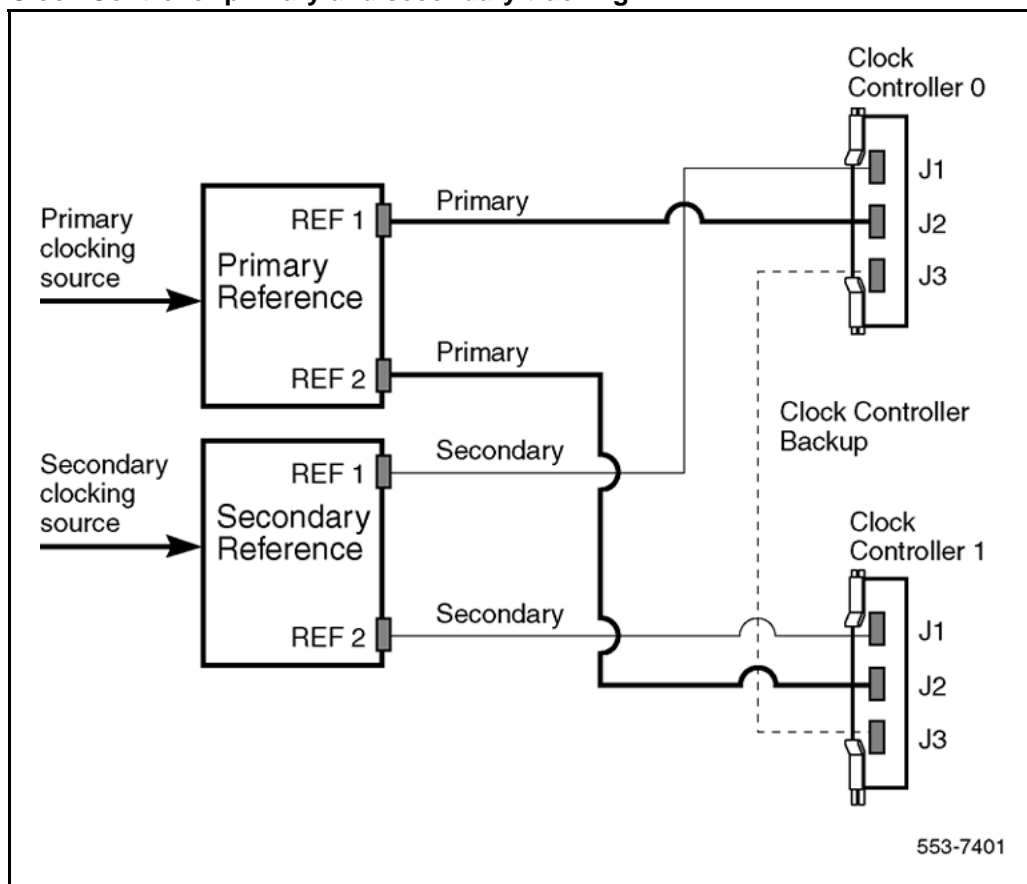 Clock
Controller 0
J1
Primary
REF 1
J2
Primary
clocking
source
Primary
Reference
J3
Primary
REF 2
Clock Controller
Backup
Secondary
REF 1
Secondary
clocking
source
Secondary
Reference
Clock
Controller 1
Secondary
REF 2
J1
J2
J3
553-7401